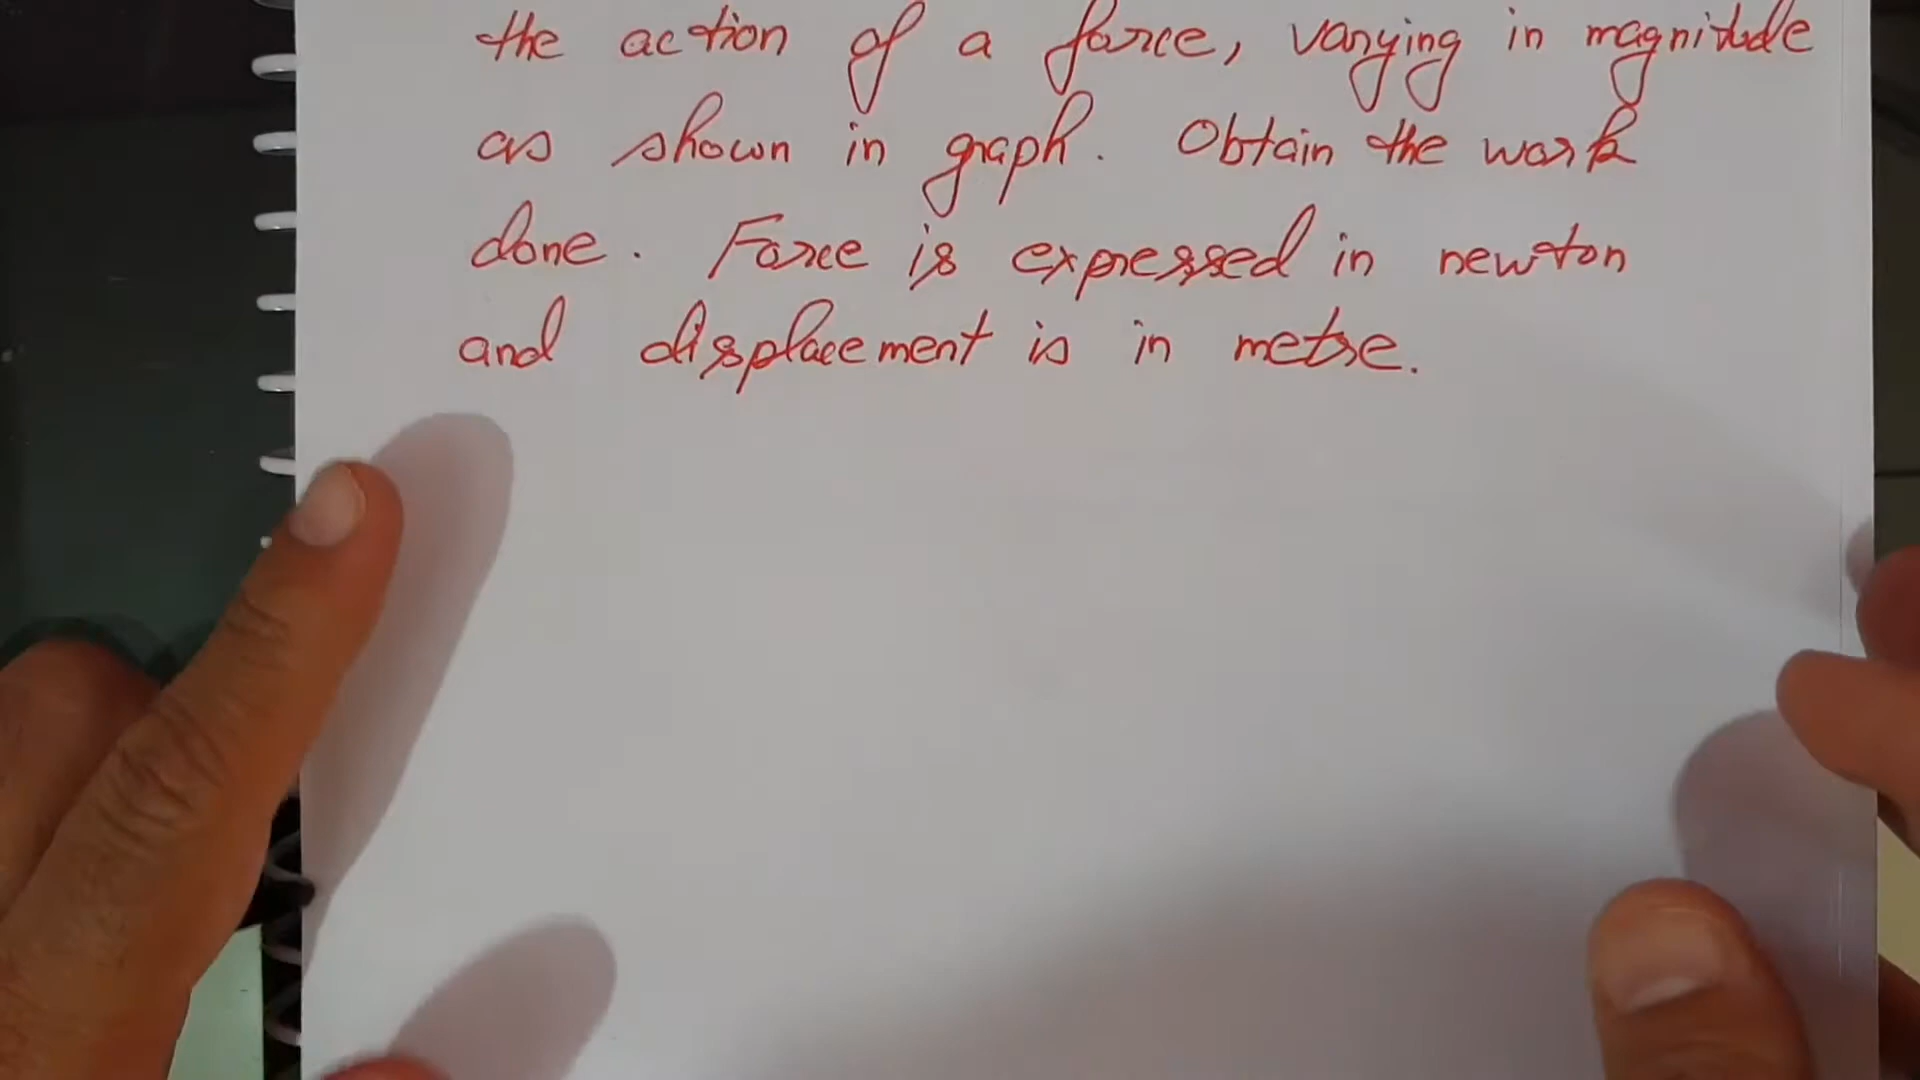 the action of a force, varying in magnitude
as shown in graph. Obtain the work
done. Force is expressed in newton
and displacement is in metre.